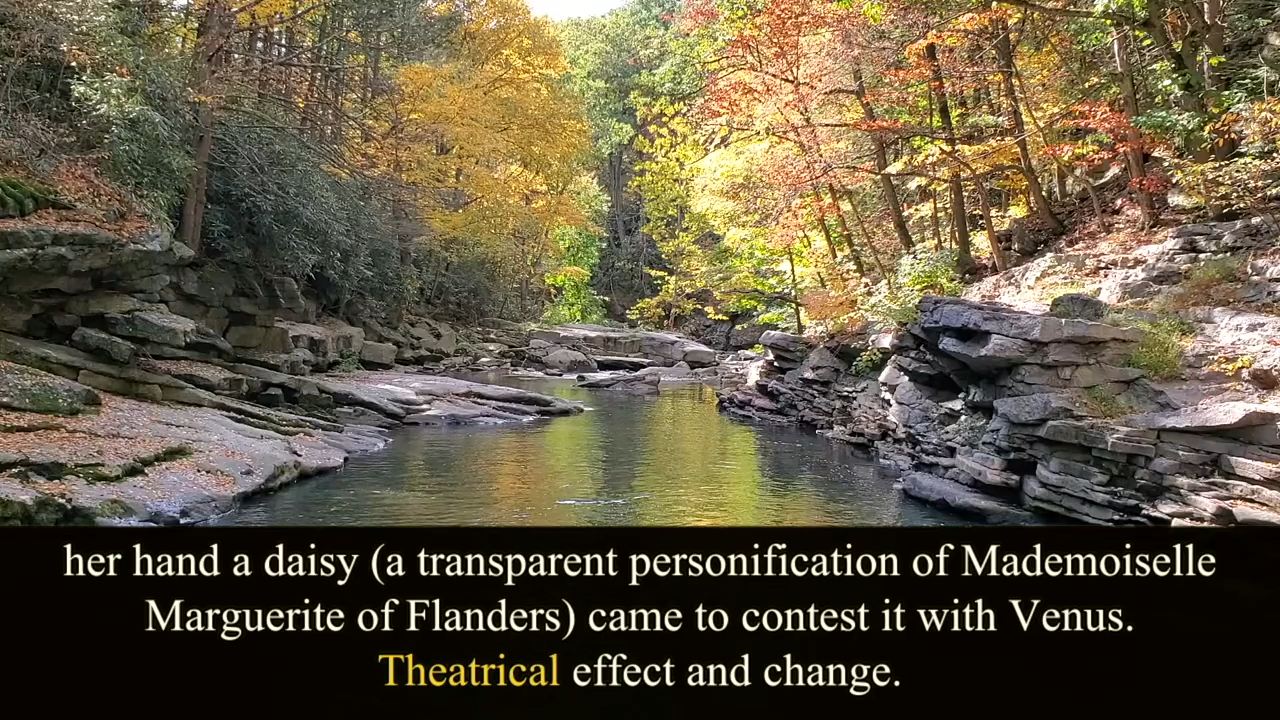 her hand a daisy (a transparent personification of Mademoiselle
Marguerite of Flanders) came to contest it with Venus.
Theatrical effect and change.